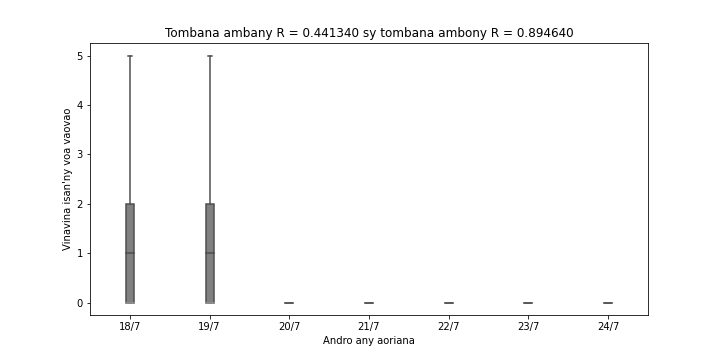 Tombana ambany R = 0.441340 sy tombana ambony R = 0.894640
Vinavina isan'ny voa vaovao
5
4
3
2
1
0
18/7 19/7 20/7 21/7 22/7 23/7 24/7
Andro any aoriana